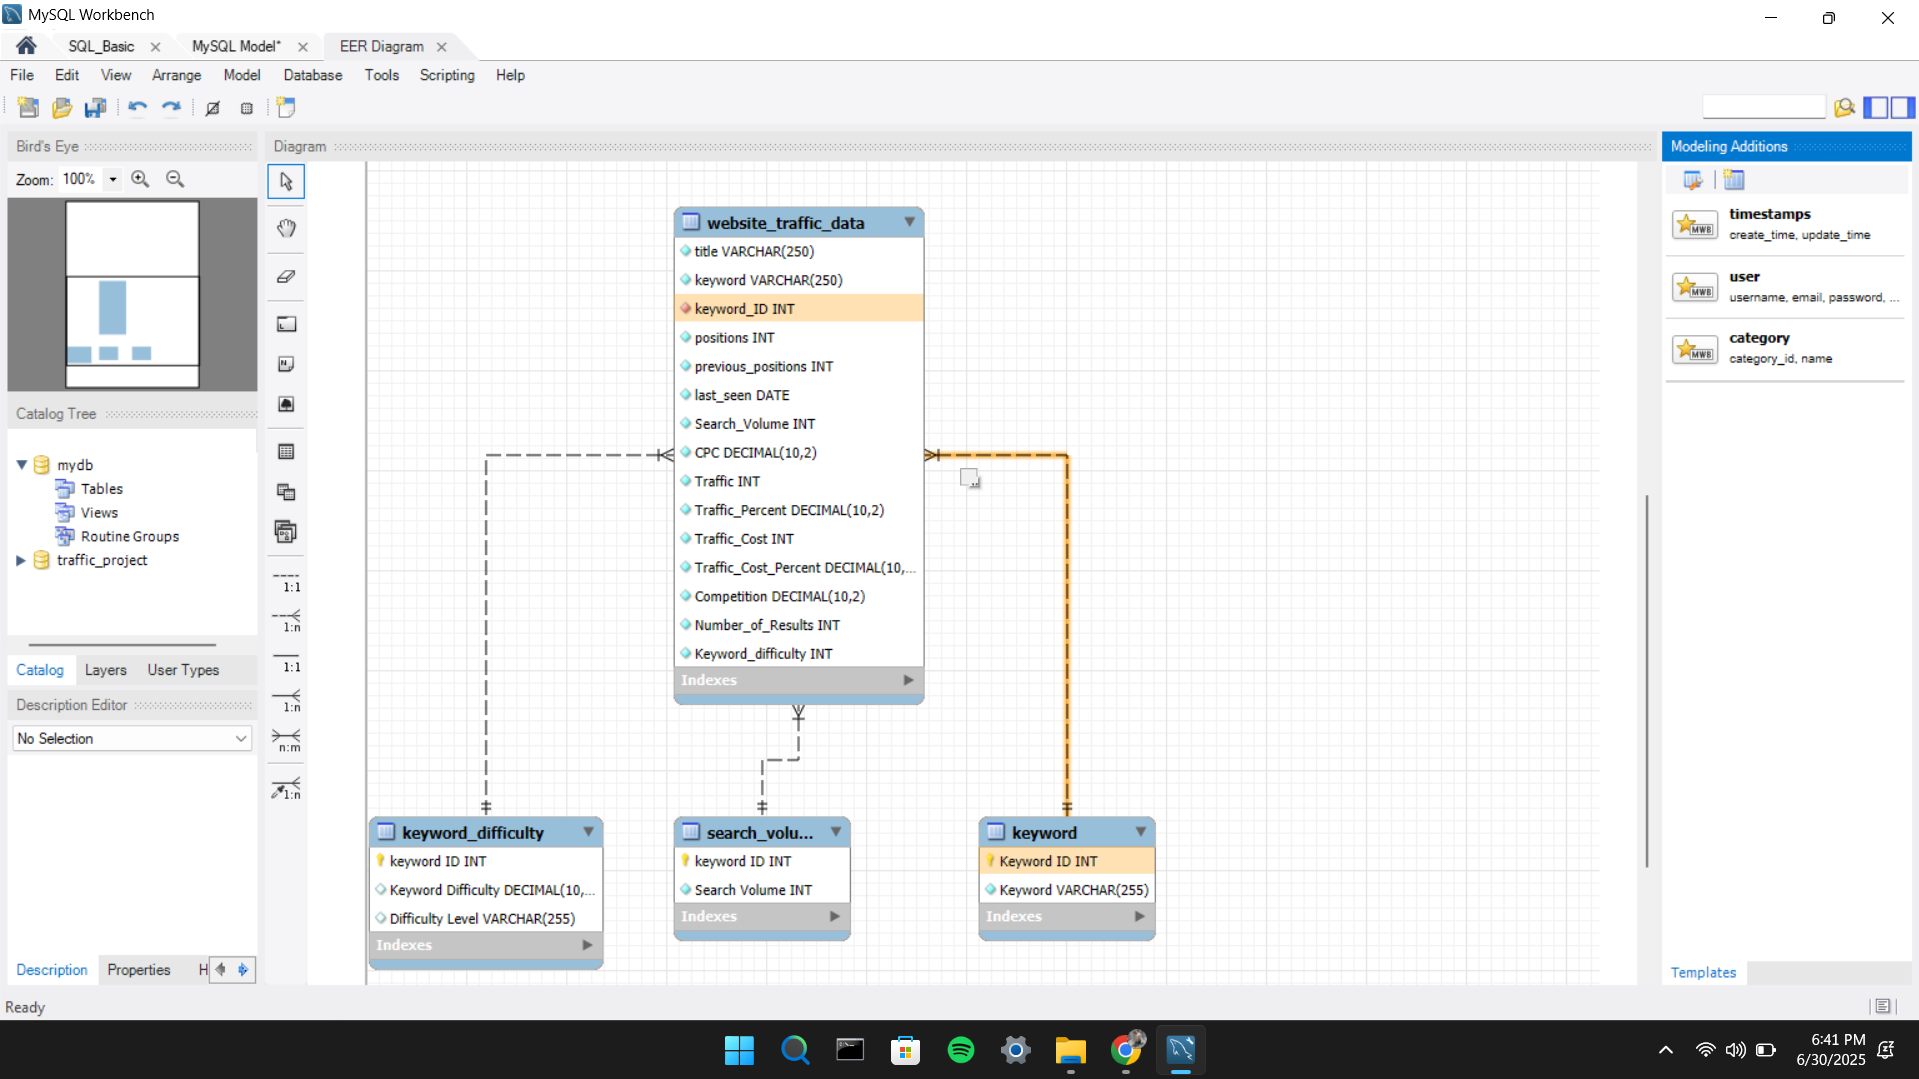 MySQL Workbench
SQL_Basic
MySQL Model*
EER Diagram
File Edit View Arrange Model Database Tools Scripting Help
Bird's Eye
Zoom: 100%
Catalog Tree
mydb
Tables
Views
Routine Groups
traffic_project
Catalog Layers User Types
Description Editor
No Selection
Description Properties H
Ready
Diagram
1:1
1:n
1:1
1:n
n:m
1:n
website_traffic_data
title VARCHAR(250)
keyword VARCHAR(250)
keyword_ID INT
positions INT
previous_positions INT
last_seen DATE
Search_Volume INT
CPC DECIMAL(10,2)
Traffic INT
Traffic_Percent DECIMAL(10,2)
Traffic_Cost INT
Traffic_Cost_Percent DECIMAL(10,...
Competition DECIMAL(10,2)
Number_of_Results INT
Keyword_difficulty INT
Indexes
keyword_difficulty
keyword ID INT
Keyword Difficulty DECIMAL(10,...
Difficulty Level VARCHAR(255)
Indexes
search_volu...
keyword ID INT
Search Volume INT
Indexes
keyword
Keyword ID INT
Keyword VARCHAR(255)
Indexes
Modeling Additions
timestamps
create_time, update_time
user
username, email, password, ...
category
category_id, name
MWB
MWB
MWB
Templates
6:41 PM
6/30/2025